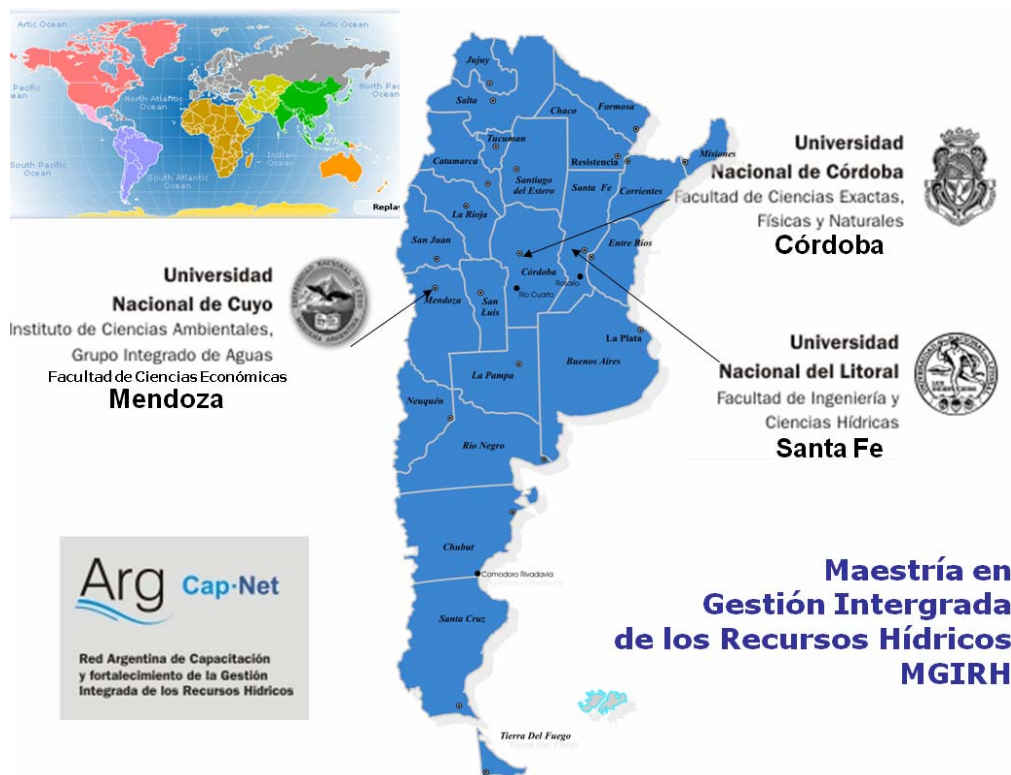 Artic Ocean
Artic Ocean
North Atlantic
Ocean
South Pacific
Ocean
South Atlantic
Ocean
Indian
Ocean
Replay
Jujuy
Salta
Formosa
Chaco
Tucuman
Misiones
Catamarca
Resistencia
Santiago
del Estero
Santa Fe
Corrientes
La Rioja
San Juan
Entre Rios
Córdoba
Rosario
Mendoza
San
Luis
Rio Cuarto
La Plata
Buenos Aires
La Pampa
Neuquén
Rio Negro
Chubut
Comodoro Rivadavia
Santa Cruz
Tierra Del Fuego
Universidad
Nacional de Córdoba
Facultad de Ciencias Exactas,
Físicas y Naturales
Córdoba
Universidad
Nacional de Cuyo
Instituto de Ciencias Ambientales,
Grupo Integrado de Aguas
Facultad de Ciencias Económicas
Mendoza
Universidad
Nacional del Litoral
Facultad de Ingeniería y
Ciencias Hídricas
Santa Fe
Arg Cap·Net
Red Argentina de Capacitación
y fortalecimiento de la Gestión
Integrada de los Recursos Hídricos
Maestría en
Gestión Intergrada
de los Recursos Hídricos
MGIRH